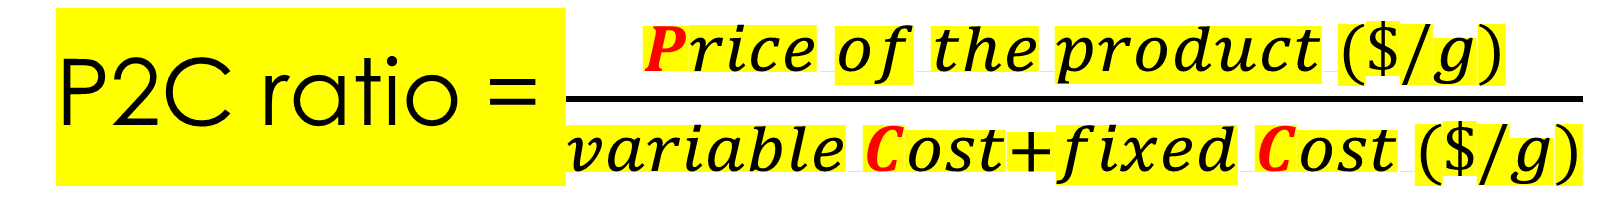 P2C ratio = Price of the product ($/g)
variable Cost+fixed Cost ($/g)